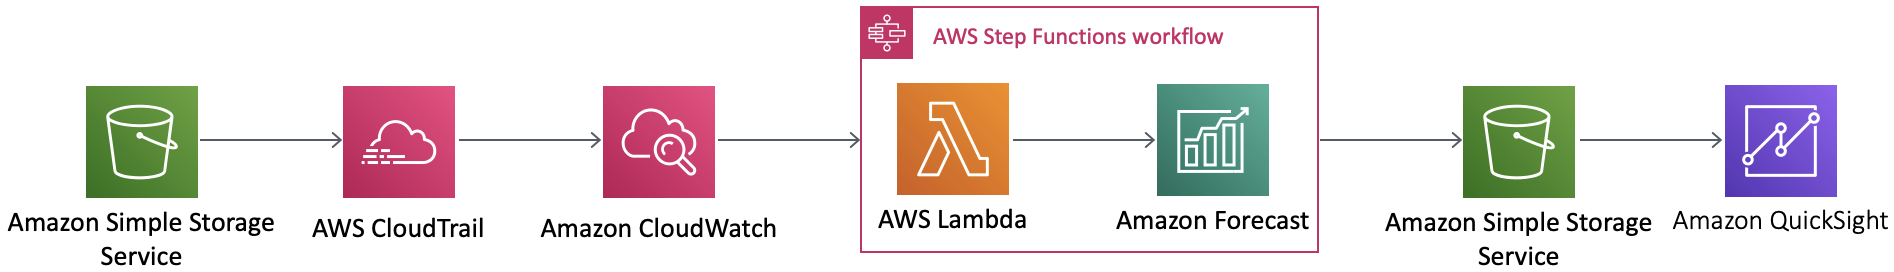 AWS Step Functions workflow
Amazon Simple Storage
Service
AWS CloudTrail
Amazon CloudWatch
AWS Lambda
Amazon Forecast
Amazon Simple Storage
Service
Amazon QuickSight